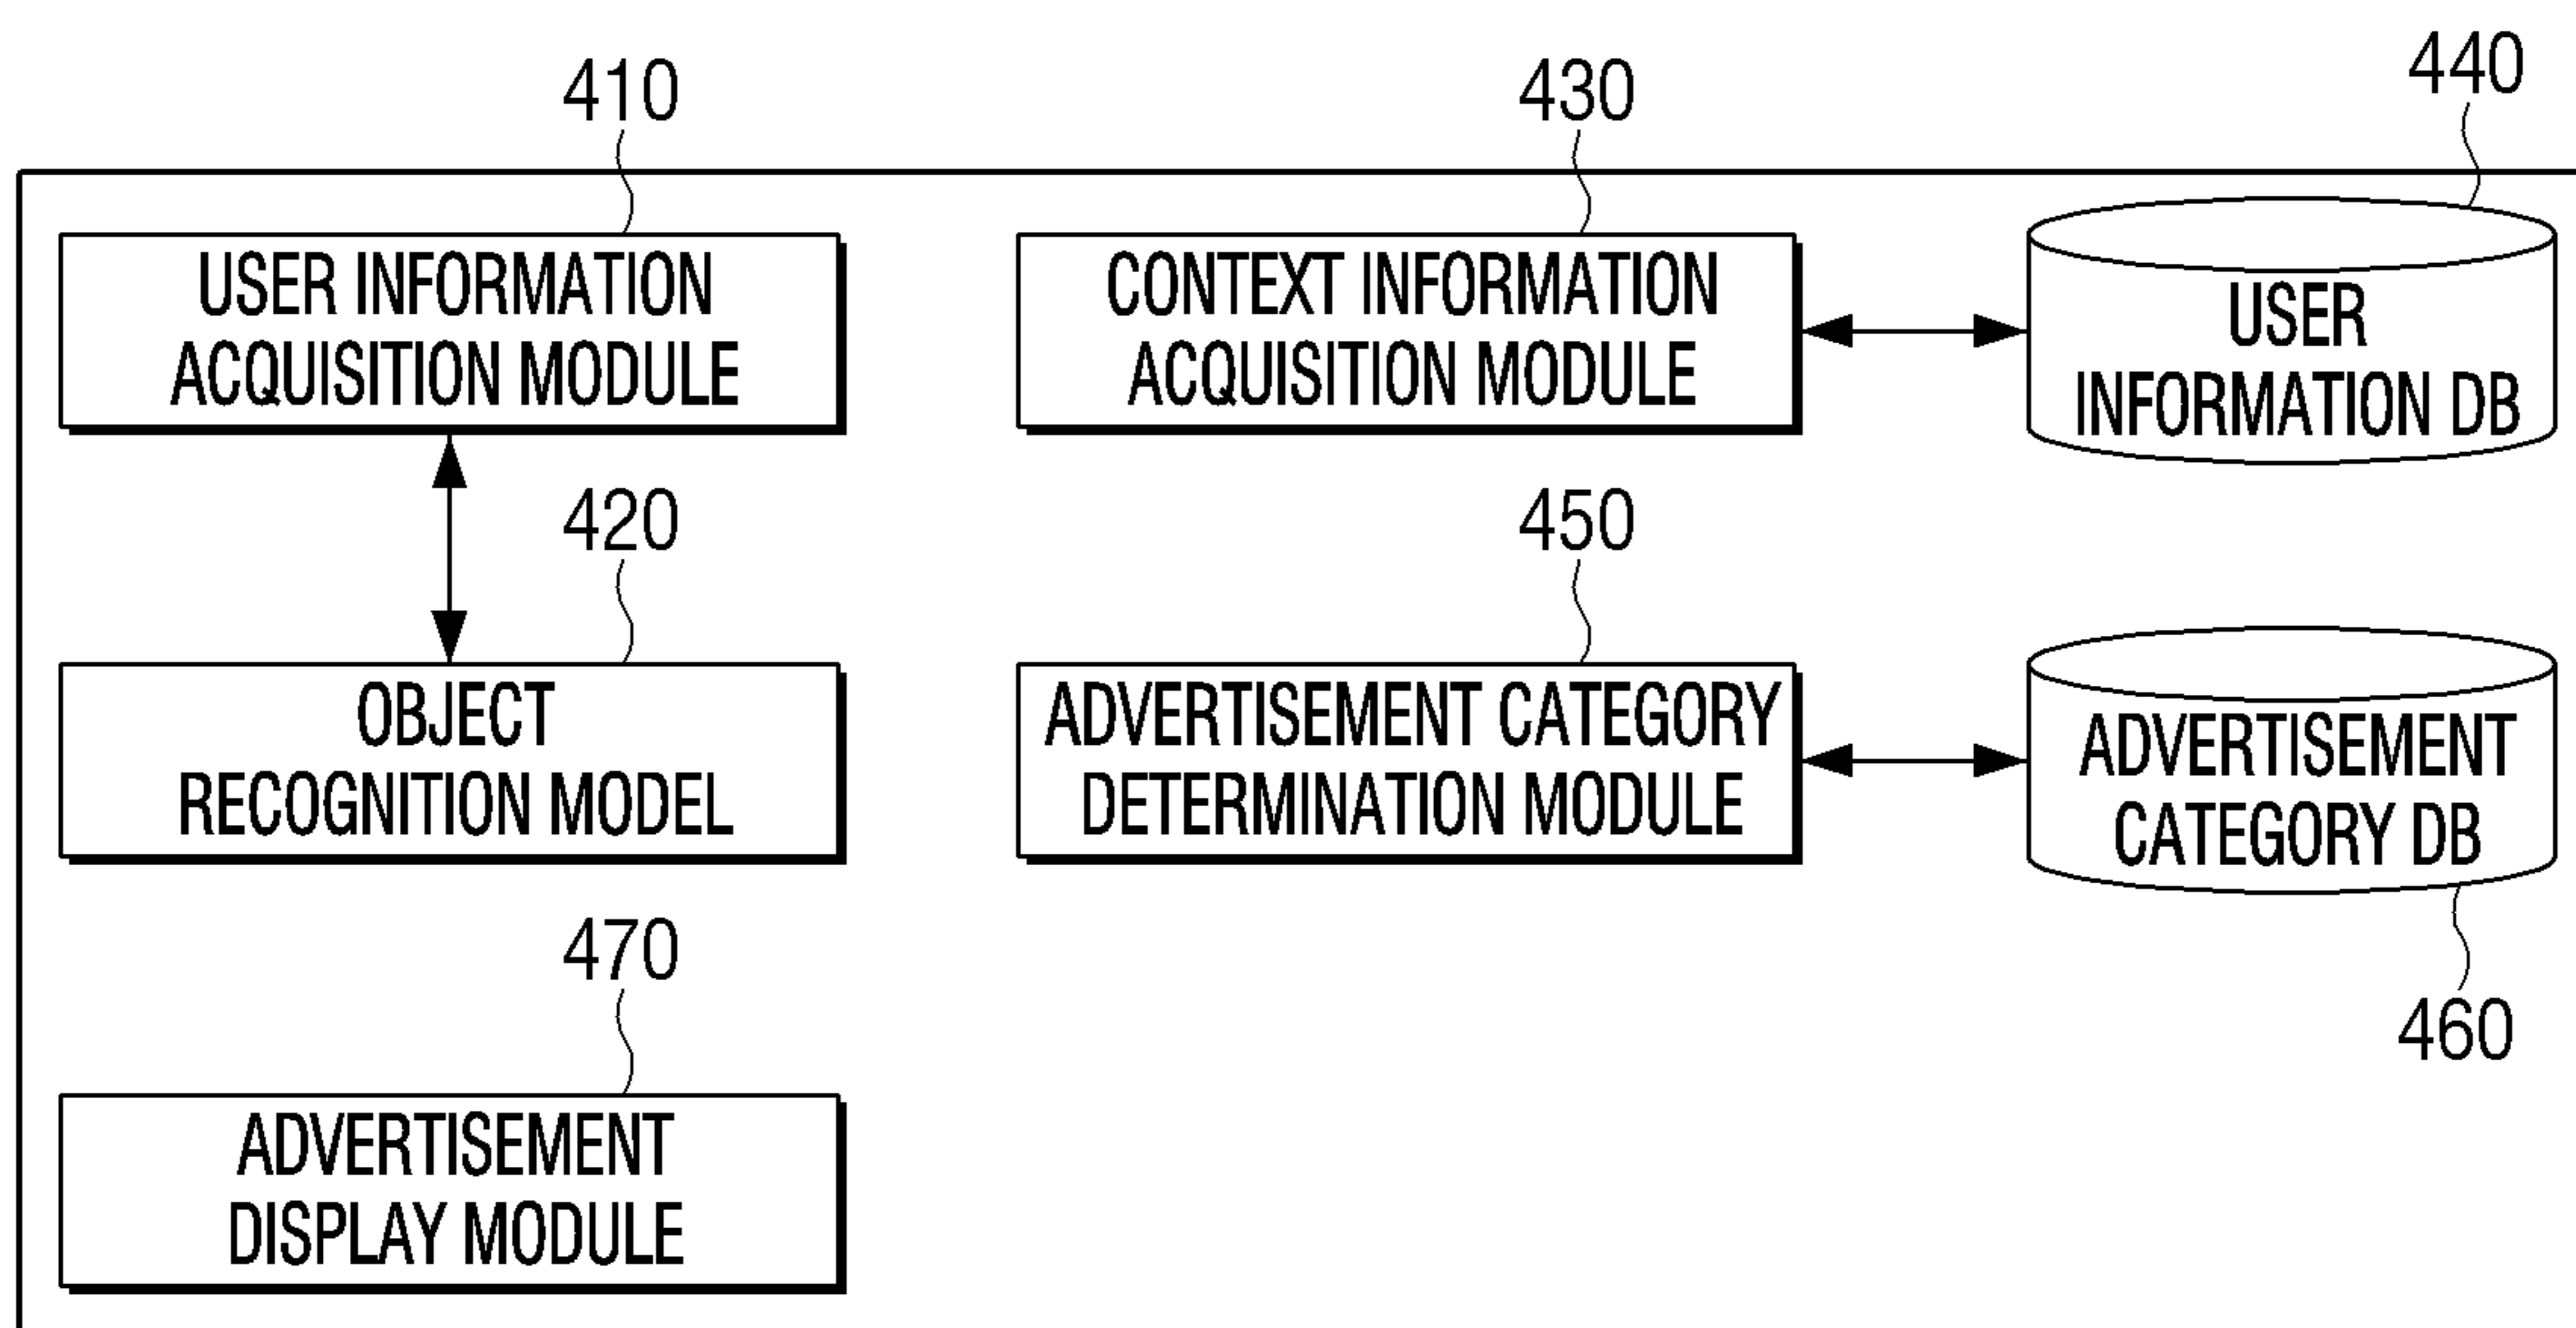 410
430
440
USER INFORMATION
ACQUISITION MODULE
CONTEXT INFORMATION
ACQUISITION MODULE
USER
INFORMATION DB
420
450
OBJECT
RECOGNITION MODEL
ADVERTISEMENT CATEGORY
DETERMINATION MODULE
ADVERTISEMENT
CATEGORY DB
470
460
ADVERTISEMENT
DISPLAY MODULE